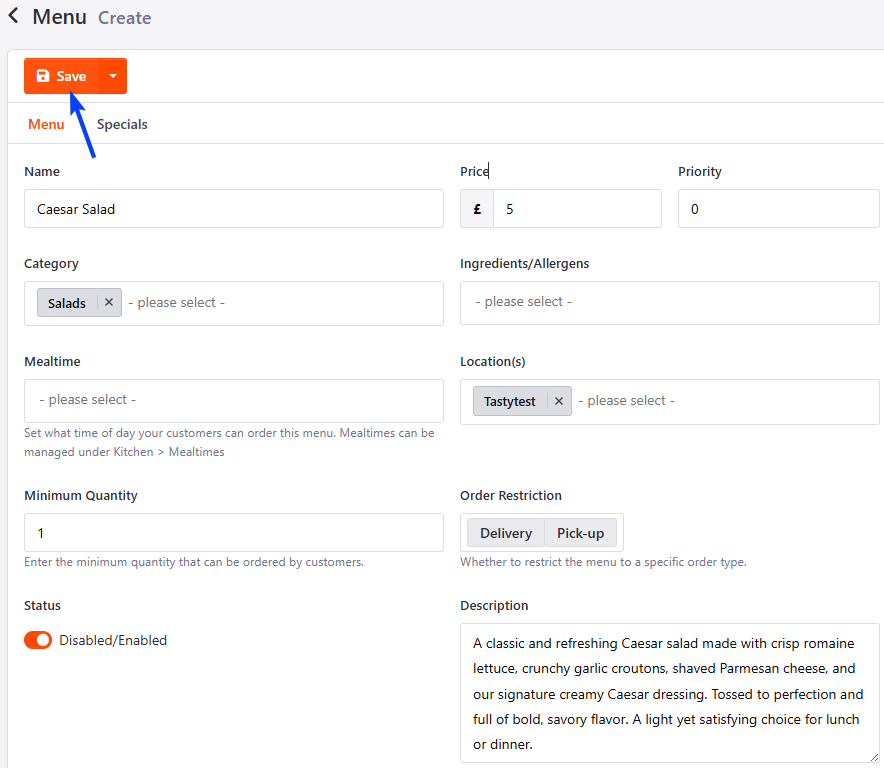 Menu Create
Save
Menu Specials
Name
Price
Priority
Caesar Salad
£ 5
0
Category
Ingredients/Allergens
Salads × - please select -
- please select -
Mealtime
Location(s)
- please select -
Tastytest × - please select -
Set what time of day your customers can order this menu. Mealtimes can be
managed under Kitchen > Mealtimes
Minimum Quantity
Order Restriction
1
Delivery Pick-up
Enter the minimum quantity that can be ordered by customers.
Whether to restrict the menu to a specific order type.
Status
Description
Disabled/Enabled
A classic and refreshing Caesar salad made with crisp romaine
lettuce, crunchy garlic croutons, shaved Parmesan cheese, and
our signature creamy Caesar dressing. Tossed to perfection and
full of bold, savory flavor. A light yet satisfying choice for lunch
or dinner.